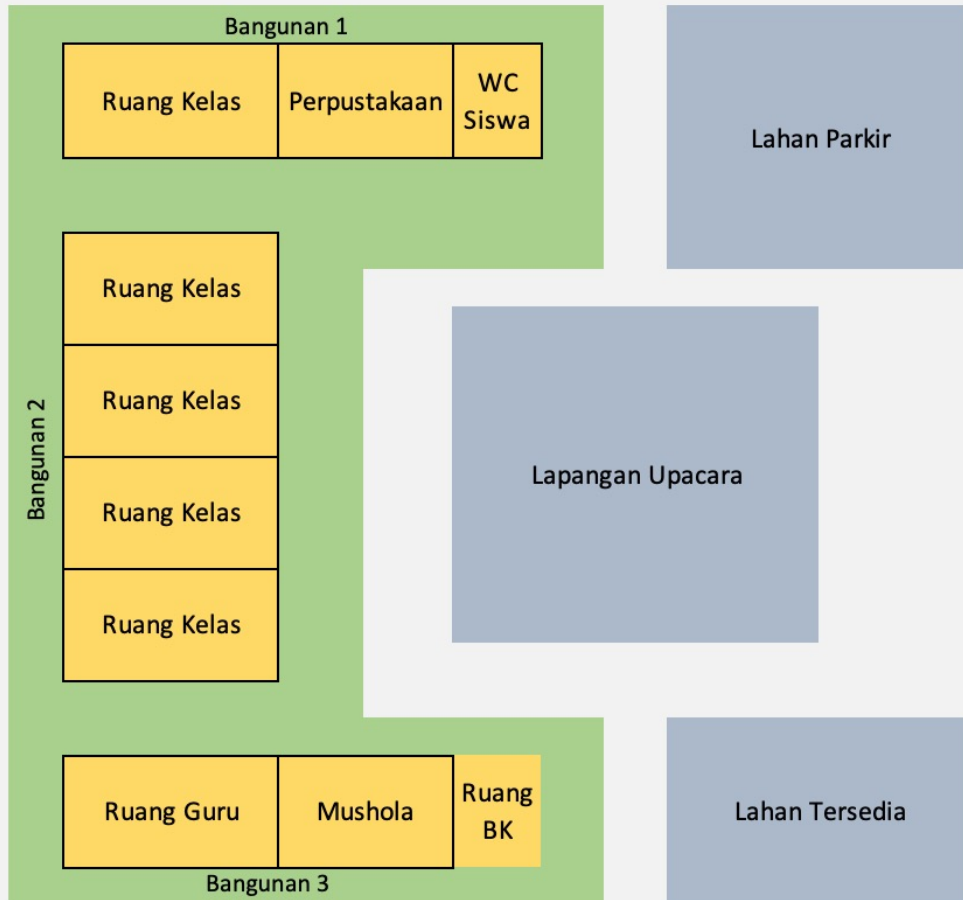 Bangunan 1
Ruang Kelas
Perpustakaan
WC
Siswa
Lahan Parkir
Bangunan 2
Ruang Kelas
Ruang Kelas
Ruang Kelas
Ruang Kelas
Lapangan Upacara
Ruang Guru
Mushola
Ruang
BK
Lahan Tersedia
Bangunan 3